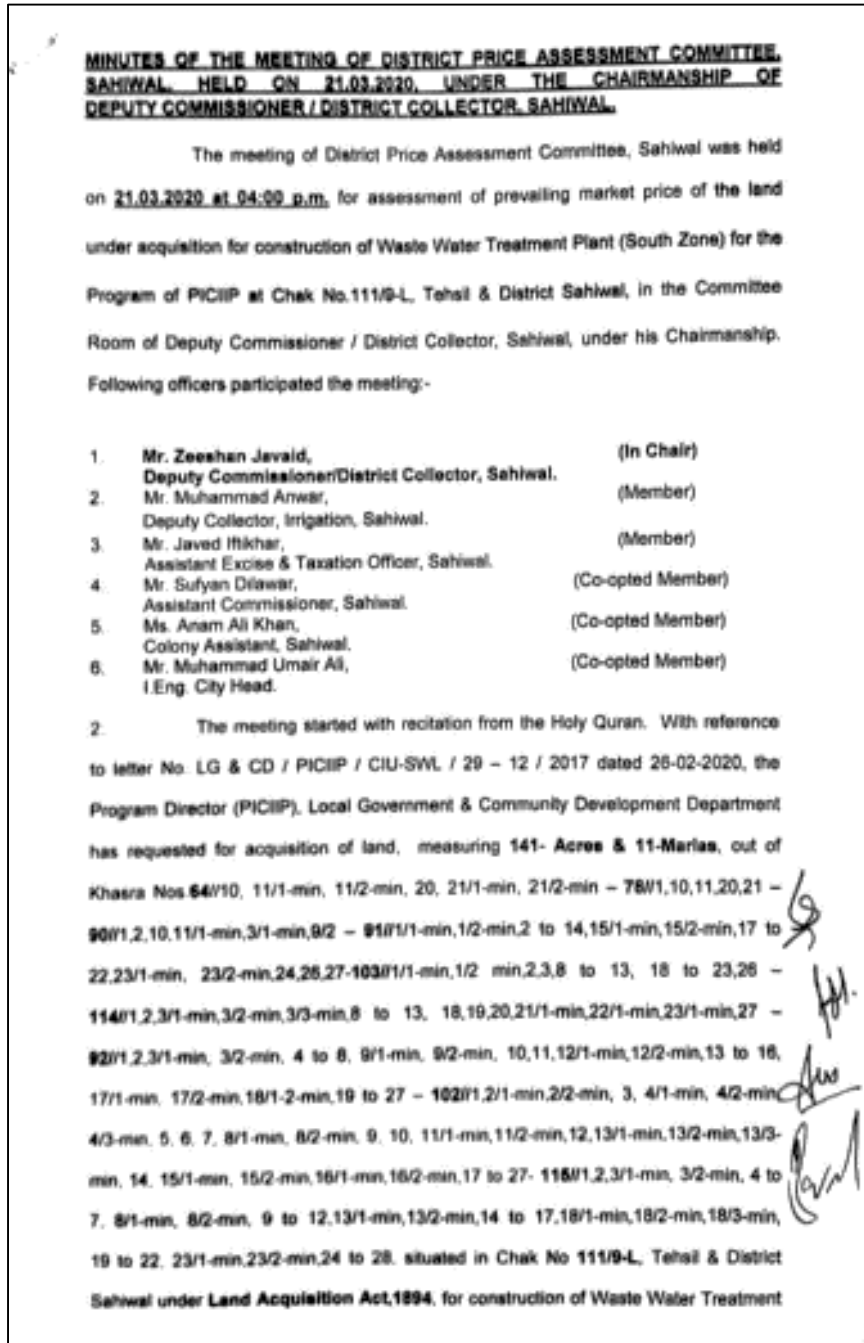 MINUTES OF THE MEETING OF DISTRICT PRICE ASSESSMENT COMMITTEE,
SAHIWAL, HELD ON 21.03.2020, UNDER THE CHAIRMANSHIP OF
DEPUTY COMMISSIONER / DISTRICT COLLECTOR, SAHIWAL.
The meeting of District Price Assessment Committee, Sahiwal was held
on 21.03.2020 at 04:00 p.m. for assessment of prevailing market price of the land
under acquisition for construction of Waste Water Treatment Plant (South Zone) for the
Program of PICIIP at Chak No.111/9-L, Tehsil & District Sahiwal, in the Committee
Room of Deputy Commissioner / District Collector, Sahiwal, under his Chairmanship.
Following officers participated the meeting:-
1. Mr. Zeeshan Javaid, (In Chair)
Deputy Commissioner/District Collector, Sahiwal.
2. Mr. Muhammad Anwar, (Member)
Deputy Collector, Irrigation, Sahiwal.
3. Mr. Javed Iftikhar, (Member)
Assistant Excise & Taxation Officer, Sahiwal.
4. Mr. Sufyan Dilawar, (Co-opted Member)
Assistant Commissioner, Sahiwal.
5. Ms. Anam Ali Khan, (Co-opted Member)
Colony Assistant, Sahiwal.
6. Mr. Muhammad Umair Ali, (Co-opted Member)
I.Eng. City Head.
2. The meeting started with recitation from the Holy Quran. With reference
to letter No. LG & CD / PICIIP / CIU-SWL / 29 – 12 / 2017 dated 26-02-2020, the
Program Director (PICIIP), Local Government & Community Development Department
has requested for acquisition of land, measuring 141- Acres & 11-Marlas, out of
Khasra Nos.64//10, 11/1-min, 11/2-min, 20, 21/1-min, 21/2-min – 78//1,10,11,20,21 –
90//1,2,10,11/1-min,3/1-min,9/2 – 91//1/1-min,1/2-min,2 to 14,15/1-min,15/2-min,17 to
22,23/1-min, 23/2-min,24,26,27-103//1/1-min,1/2 min,2,3,8 to 13, 18 to 23,26 –
114//1,2,3/1-min,3/2-min,3/3-min,8 to 13, 18,19,20,21/1-min,22/1-min,23/1-min,27 –
92//1,2,3/1-min, 3/2-min, 4 to 8, 9/1-min, 9/2-min, 10,11,12/1-min,12/2-min,13 to 16,
17/1-min, 17/2-min,18/1-2-min,19 to 27 – 102//1,2/1-min,2/2-min, 3, 4/1-min, 4/2-min
4/3-min, 5, 6, 7, 8/1-min, 8/2-min, 9, 10, 11/1-min,11/2-min,12,13/1-min,13/2-min,13/3-
min, 14, 15/1-min, 15/2-min,16/1-min,16/2-min,17 to 27- 115//1,2,3/1-min, 3/2-min, 4 to
7, 8/1-min, 8/2-min, 9 to 12,13/1-min,13/2-min,14 to 17,18/1-min,18/2-min,18/3-min,
19 to 22, 23/1-min,23/2-min,24 to 28, situated in Chak No 111/9-L, Tehsil & District
Sahiwal under Land Acquisition Act,1894, for construction of Waste Water Treatment